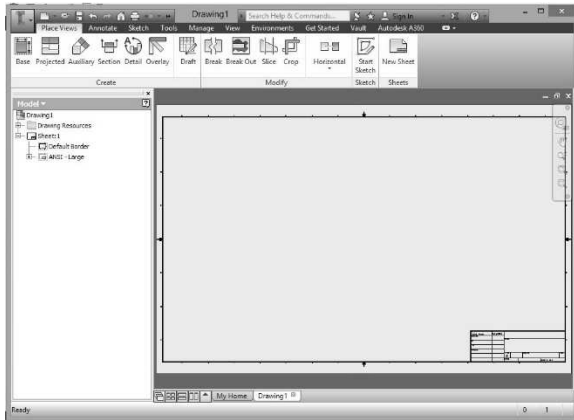 Drawing1
Search Help & Commands...
Sign In
Place Views Annotate Sketch Tools Manage View Environments Get Started Vault Autodesk A360
Base Projected Auxiliary Section Detail Overlay Draft Break Break Out Slice Crop Horizontal Start Sketch New Sheet
Create Modify Sketch Sheets
Model
Drawing1
Drawing Resources
Sheet:1
Default Border
ANSI - Large
My Home Drawing1
Ready 0 1